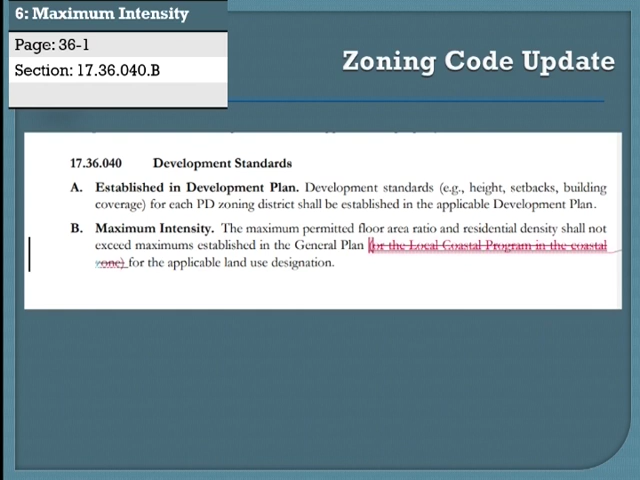 6: Maximum Intensity
Page: 36-1
Section: 17.36.040.B
Zoning Code Update
17.36.040 Development Standards
A. Established in Development Plan. Development standards (e.g., height, setbacks, building
coverage) for each PD zoning district shall be established in the applicable Development Plan.
B. Maximum Intensity. The maximum permitted floor area ratio and residential density shall not
exceed maximums established in the General Plan (or the Local Coastal Program in the coastal
zone) for the applicable land use designation.